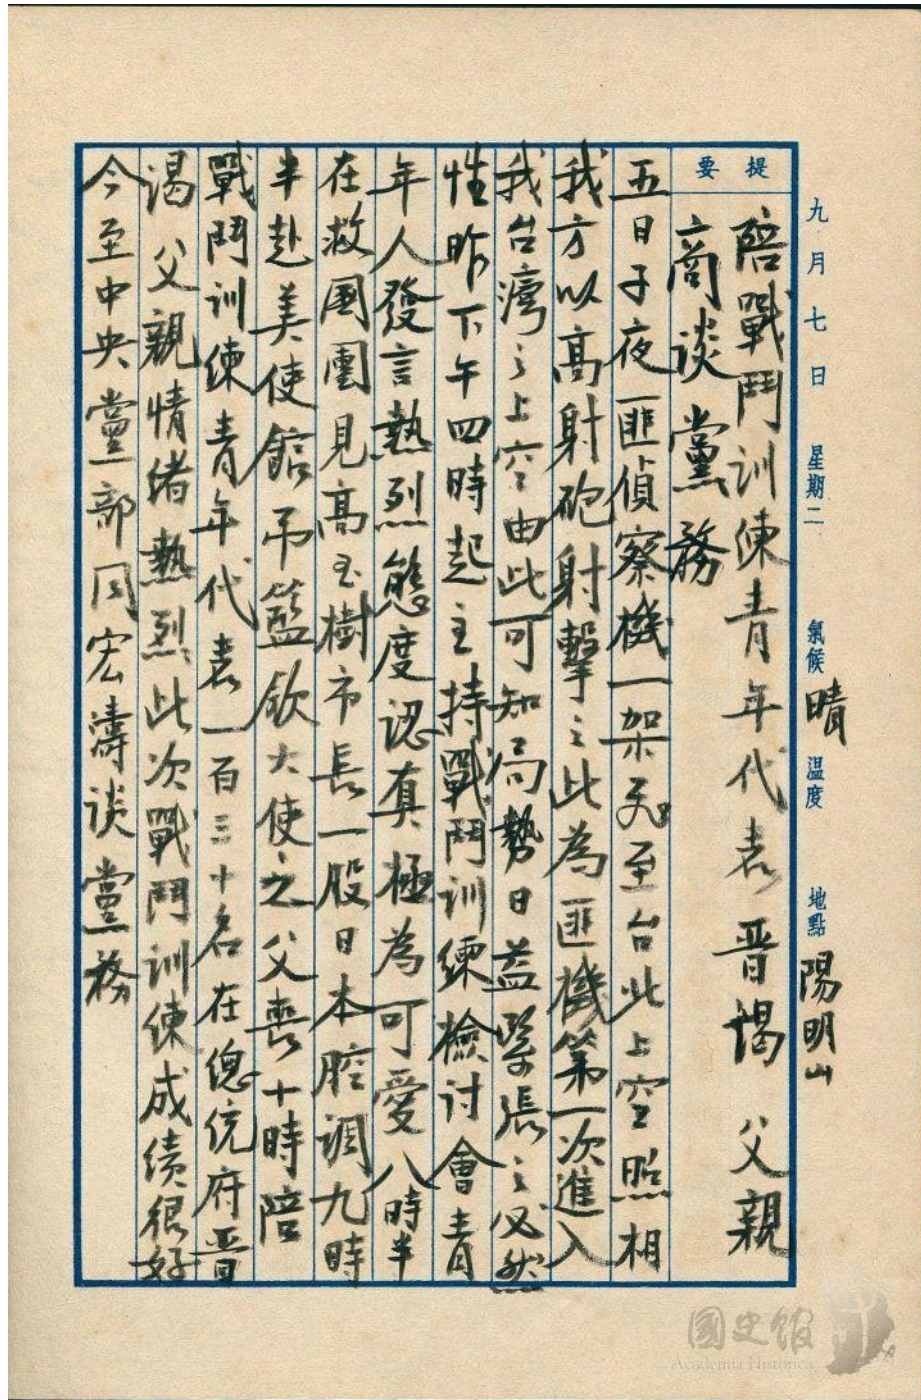 九月七日 星期二 氣候 晴 溫度 地點 陽明山
提要
陪戰鬥訓練青年代表晉謁 父親
商談黨務
五日子夜匪偵察機一架飛至台北上空照相
我方以高射砲射擊之此為匪機第一次進入
我台灣之上空由此可知局勢日益緊張之必然
性昨下午四時起主持戰鬥訓練檢討會青
年人發言熱烈態度認真極為可愛八時半
在救國團見高玉樹市長一股日本腔調九時
半赴美使館吊藍欽大使之父喪十時陪
戰鬥訓練青年代表一百三十名在總統府晉
謁 父親情緒熱烈此次戰鬥訓練成績很好
今至中央黨部同宏濤談黨務
國史館
Academia Historica